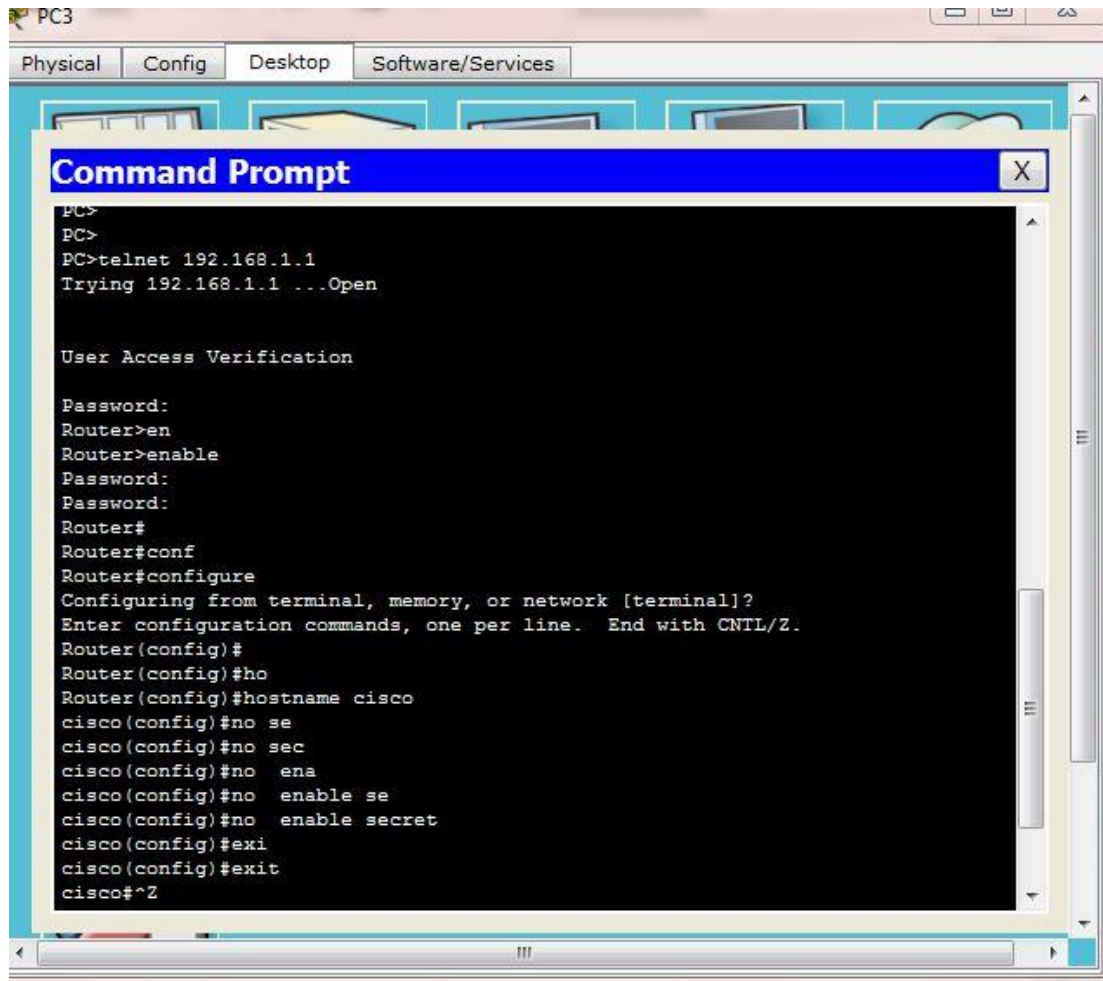 PC3
Physical Config Desktop Software/Services
Command Prompt
X
PC>
PC>
PC>telnet 192.168.1.1
Trying 192.168.1.1 ...Open
User Access Verification
Password:
Router>en
Router>enable
Password:
Password:
Router#
Router#conf
Router#configure
Configuring from terminal, memory, or network [terminal]?
Enter configuration commands, one per line.  End with CNTL/Z.
Router(config)#
Router(config)#ho
Router(config)#hostname cisco
cisco(config)#no se
cisco(config)#no sec
cisco(config)#no  ena
cisco(config)#no  enable se
cisco(config)#no  enable secret
cisco(config)#exi
cisco(config)#exit
cisco#^Z